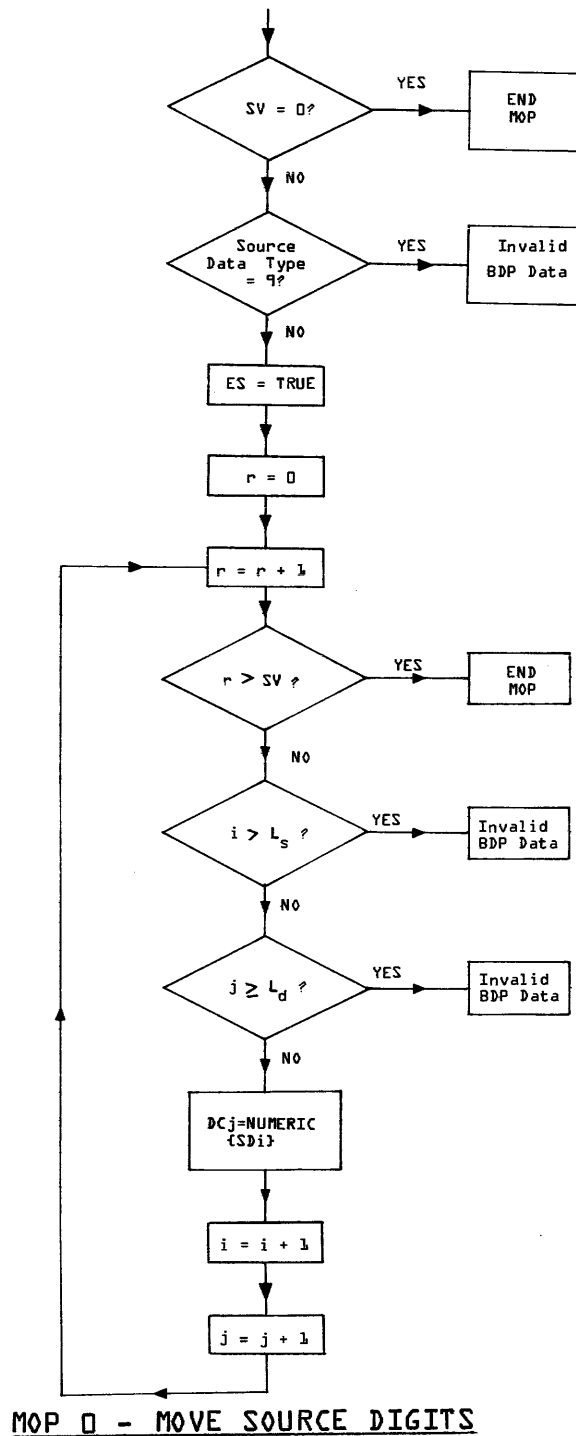 YES
SV = 0?
END
MOP
NO
Source
Data Type
= 9?
YES
Invalid
BDP Data
NO
ES = TRUE
r = 0
r = r + 1
r > SV ?
YES
END
MOP
NO
i > Ls ?
YES
Invalid
BDP Data
NO
j ≥ Ld ?
YES
Invalid
BDP Data
NO
DCj=NUMERIC
{SDi}
i = i + 1
j = j + 1
MOP 0 - MOVE SOURCE DIGITS